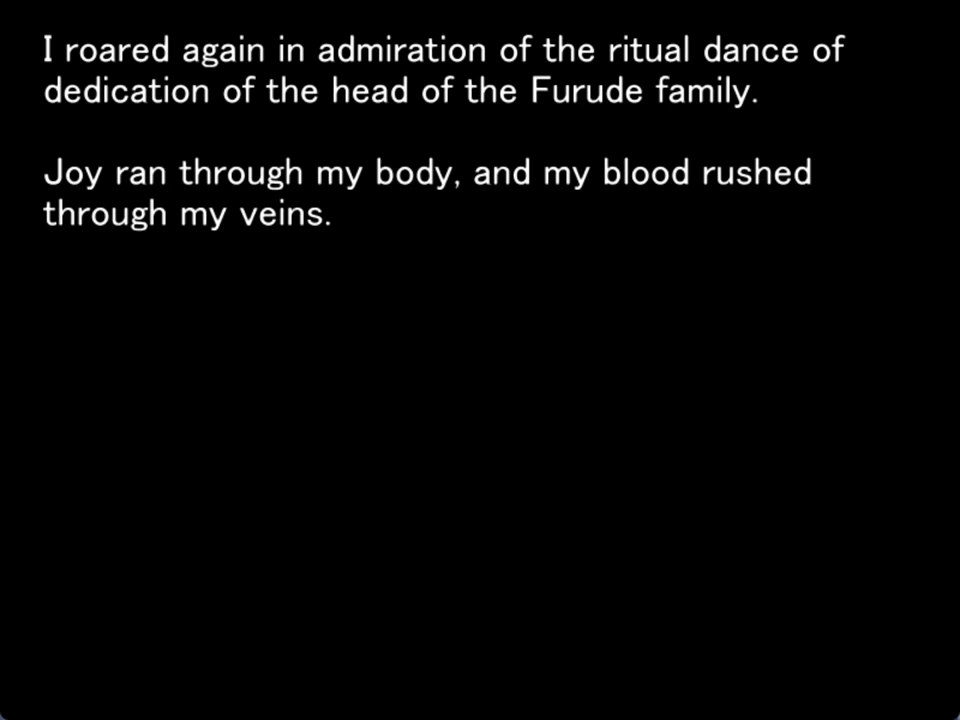 I roared again in admiration of the ritual dance of
dedication of the head of the Furude family.
Joy ran through my body, and my blood rushed
through my veins.